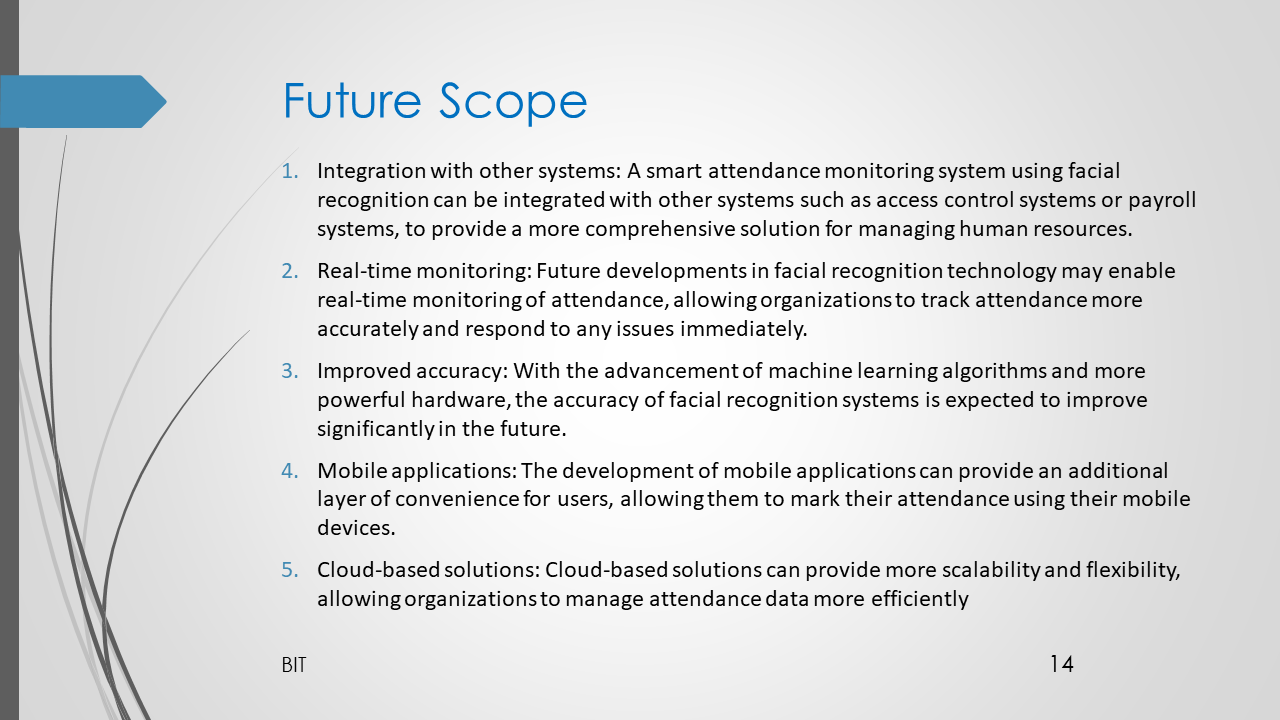 Future Scope
1. Integration with other systems: A smart attendance monitoring system using facial
recognition can be integrated with other systems such as access control systems or payroll
systems, to provide a more comprehensive solution for managing human resources.
2. Real-time monitoring: Future developments in facial recognition technology may enable
real-time monitoring of attendance, allowing organizations to track attendance more
accurately and respond to any issues immediately.
3. Improved accuracy: With the advancement of machine learning algorithms and more
powerful hardware, the accuracy of facial recognition systems is expected to improve
significantly in the future.
4. Mobile applications: The development of mobile applications can provide an additional
layer of convenience for users, allowing them to mark their attendance using their mobile
devices.
5. Cloud-based solutions: Cloud-based solutions can provide more scalability and flexibility,
allowing organizations to manage attendance data more efficiently
BIT
14